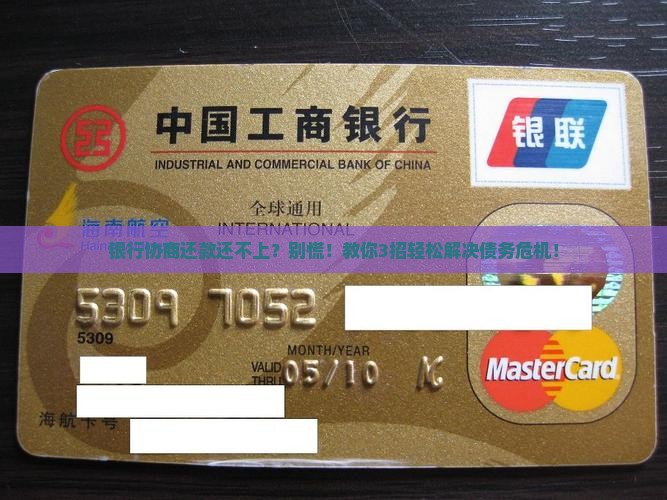 中国工商银行
INDUSTRIAL AND COMMERCIAL BANK OF CHINA
银联
全球通用
INTERNATIONAL
海南航空
Hain
银行协商还款还不上？别慌！教你3招轻松解决债务危机！
5309 7052
5309
MONTH/YEAR
VALID
THRU
05/10
MasterCard
海航卡号